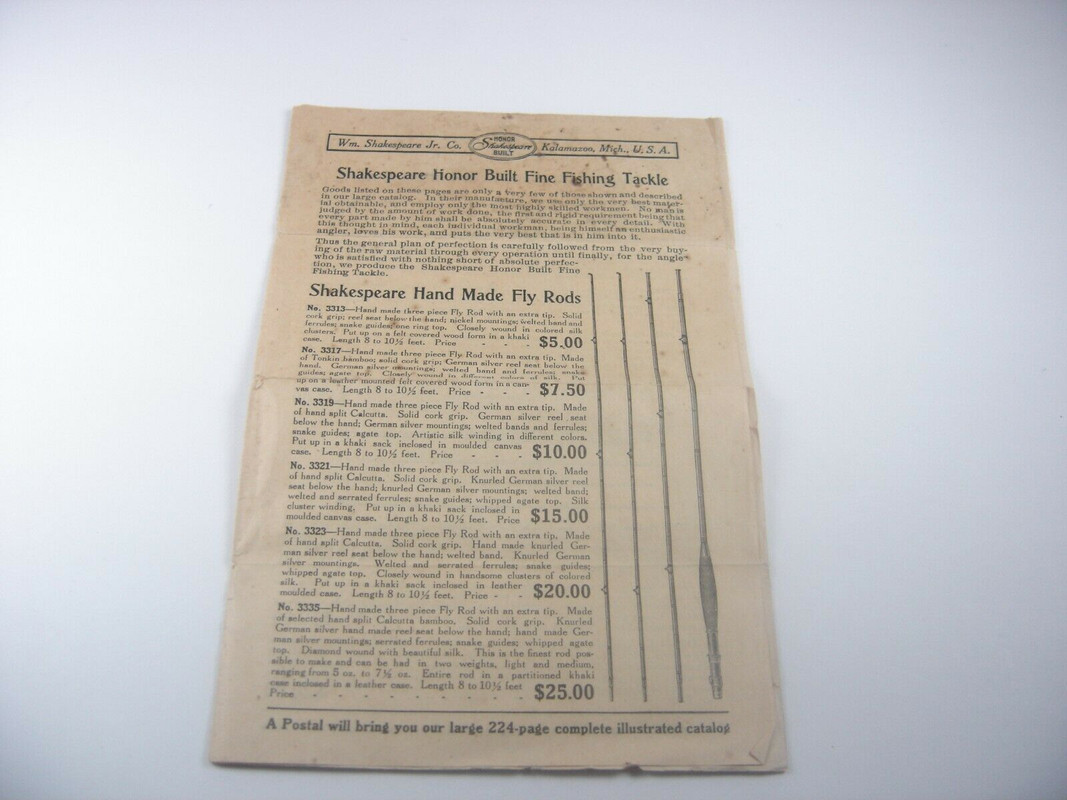 Wm. Shakespeare Jr. Co. HONOR Shakespeare BUILT Kalamazoo, Mich., U. S. A.
Shakespeare Honor Built Fine Fishing Tackle
Goods listed on these pages are only a very few of those shown and described
in our large catalog. In their manufacture, we use only the very best mater-
ial obtainable, and employ only the most highly skilled workmen. No man is
judged by the amount of work done, the first and rigid requirement being that
every part made by him shall be absolutely accurate in every detail. With
this thought in mind, each individual workman, being himself an enthusiastic
angler, loves his work, and puts the very best that is in him into it.
Thus the general plan of perfection is carefully followed from the very buy-
ing of the raw material through every operation until finally, for the angler
who is satisfied with nothing short of absolute perfec-
tion, we produce the Shakespeare Honor Built Fine
Fishing Tackle.
Shakespeare Hand Made Fly Rods
No. 3313—Hand made three piece Fly Rod with an extra tip. Solid
cork grip; reel seat below the hand; nickel mountings; welted hand and
ferrules; snake guides; one ring top. Closely wound in colored silk
clusters. Put up on a felt covered wood form in a khaki
case. Length 8 to 10½ feet. Price - - - $5.00
No. 3317—Hand made three piece Fly Rod with an extra tip. Made
of Tonkin bamboo; solid cork grip; German silver reel seat below the
hand. German silver mountings; welted hand and ferrules; snake
guides; agate top. Closely wound in different colors of silk. Put
up on a leather mounted felt covered wood form in a can-
vas case. Length 8 to 10½ feet. Price - - - $7.50
No. 3319—Hand made three piece Fly Rod with an extra tip. Made
of hand split Calcutta. Solid cork grip. German silver reel seat
below the hand; German silver mountings; welted bands and ferrules;
snake guides; agate top. Artistic silk winding in different colors.
Put up in a khaki sack inclosed in moulded canvas
case. Length 8 to 10½ feet. Price - - - $10.00
No. 3321—Hand made three piece Fly Rod with an extra tip. Made
of hand split Calcutta. Solid cork grip. Knurled German silver reel
seat below the hand; knurled German silver mountings; welted band;
welted and serrated ferrules; snake guides; whipped agate top. Silk
cluster winding. Put up in a khaki sack inclosed in
moulded canvas case. Length 8 to 10½ feet. Price $15.00
No. 3323—Hand made three piece Fly Rod with an extra tip, Made
of hand split Calcutta. Solid cork grip. Hand made knurled Ger-
man silver reel seat below the hand; welted band. Knurled German
silver mountings. Welted and serrated ferrules; snake guides;
whipped agate top. Closely wound in handsome clusters of colored
silk. Put up in a khaki sack inclosed in leather
moulded case. Length 8 to 10½ feet. Price - - $20.00
No. 3335—Hand made three piece Fly Rod with an extra tip. Made
of selected hand split Calcutta bamboo. Solid cork grip. Knurled
German silver hand made reel seat below the hand; hand made Ger-
man silver mountings; serrated ferrules; snake guides; whipped agate
top. Diamond wound with beautiful silk. This is the finest rod pos-
sible to make and can be had in two weights, light and medium,
ranging from 5 oz. to 7½ oz. Entire rod in a partitioned khaki
case inclosed in a leather case. Length 8 to 10½ feet
Price - - - - - - - - - $25.00
A Postal will bring you our large 224-page complete illustrated catalog